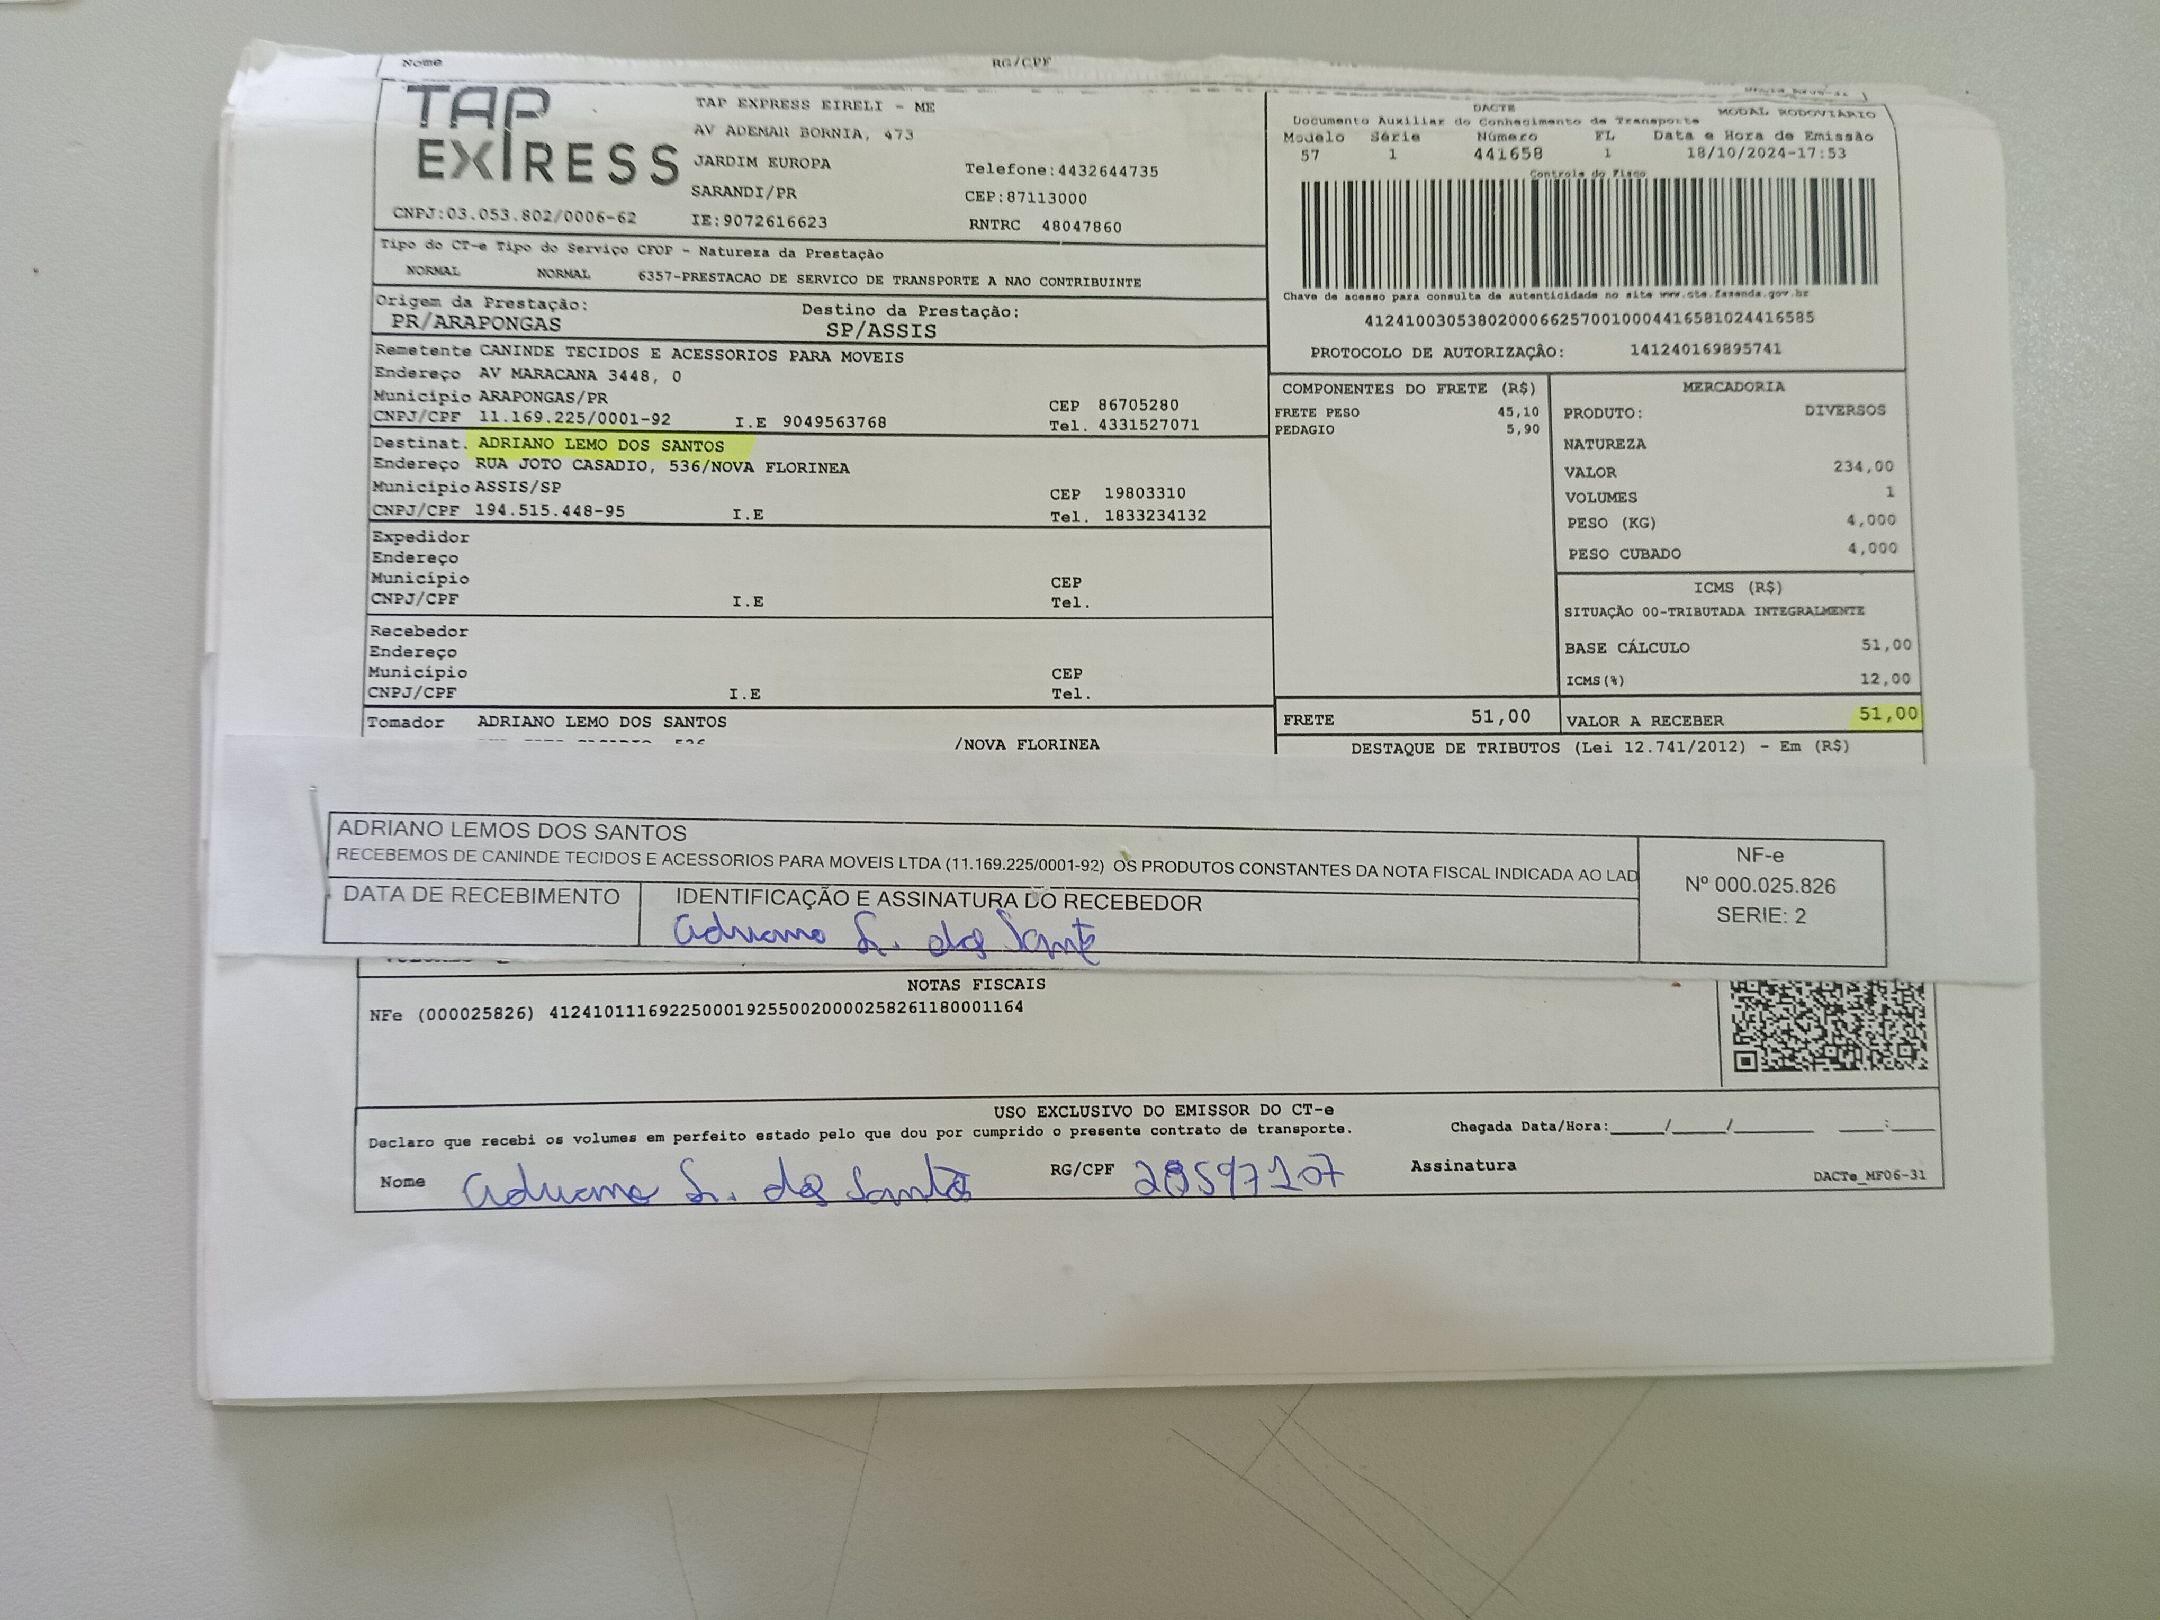 Nome RG/CPF
TAP EXPRESS
TAP EXPRESS EIRELI - ME
AV ADEMAR BORNIA, 473
JARDIM EUROPA Telefone:4432644735
SARANDI/PR CEP:87113000
CNPJ:03.053.802/0006-62 IE:9072616623 RNTRC 48047860
DACTE MODAL RODOVIÁRIO
Documento Auxiliar do Conhecimento de Transporte
Modelo Série Número FL Data e Hora de Emissão
57 1 441658 1 18/10/2024-17:53
Controle do Fisco
Chave de acesso para consulta de autenticidade no site www.cte.fazenda.gov.br
41241003053802000662570010004416581024416585
PROTOCOLO DE AUTORIZAÇÃO: 141240169895741
Tipo do CT-e Tipo do Serviço CFOP - Natureza da Prestação
NORMAL NORMAL 6357-PRESTACAO DE SERVICO DE TRANSPORTE A NAO CONTRIBUINTE
Origem da Prestação: Destino da Prestação:
PR/ARAPONGAS SP/ASSIS
Remetente CANINDE TECIDOS E ACESSORIOS PARA MOVEIS
Endereço AV MARACANA 3448, 0
Município ARAPONGAS/PR CEP 86705280
CNPJ/CPF 11.169.225/0001-92 I.E 9049563768 Tel. 4331527071
Destinat. ADRIANO LEMO DOS SANTOS
Endereço RUA JOTO CASADIO, 536/NOVA FLORINEA
Município ASSIS/SP CEP 19803310
CNPJ/CPF 194.515.448-95 I.E Tel. 1833234132
Expedidor
Endereço
Município CEP
CNPJ/CPF I.E Tel.
Recebedor
Endereço
Município CEP
CNPJ/CPF I.E Tel.
Tomador ADRIANO LEMO DOS SANTOS
/NOVA FLORINEA
COMPONENTES DO FRETE (R$)
FRETE PESO 45,10
PEDAGIO 5,90
FRETE 51,00
MERCADORIA
PRODUTO: DIVERSOS
NATUREZA
VALOR 234,00
VOLUMES 1
PESO (KG) 4,000
PESO CUBADO 4,000
ICMS (R$)
SITUAÇÃO 00-TRIBUTADA INTEGRALMENTE
BASE CÁLCULO 51,00
ICMS(%) 12,00
VALOR A RECEBER 51,00
DESTAQUE DE TRIBUTOS (Lei 12.741/2012) - Em (R$)
ADRIANO LEMOS DOS SANTOS
RECEBEMOS DE CANINDE TECIDOS E ACESSORIOS PARA MOVEIS LTDA (11.169.225/0001-92) OS PRODUTOS CONSTANTES DA NOTA FISCAL INDICADA AO LAD
DATA DE RECEBIMENTO IDENTIFICAÇÃO E ASSINATURA DO RECEBEDOR
Adriano L. dos Santos
NF-e
Nº 000.025.826
SERIE: 2
NOTAS FISCAIS
NFe (000025826) 41241011169225000192550020000258261180001164
USO EXCLUSIVO DO EMISSOR DO CT-e
Declaro que recebi os volumes em perfeito estado pelo que dou por cumprido o presente contrato de transporte. Chegada Data/Hora:____/____/______ ___:___
Nome Adriano L. dos Santos RG/CPF 28597107 Assinatura
DACTe_MF06-31